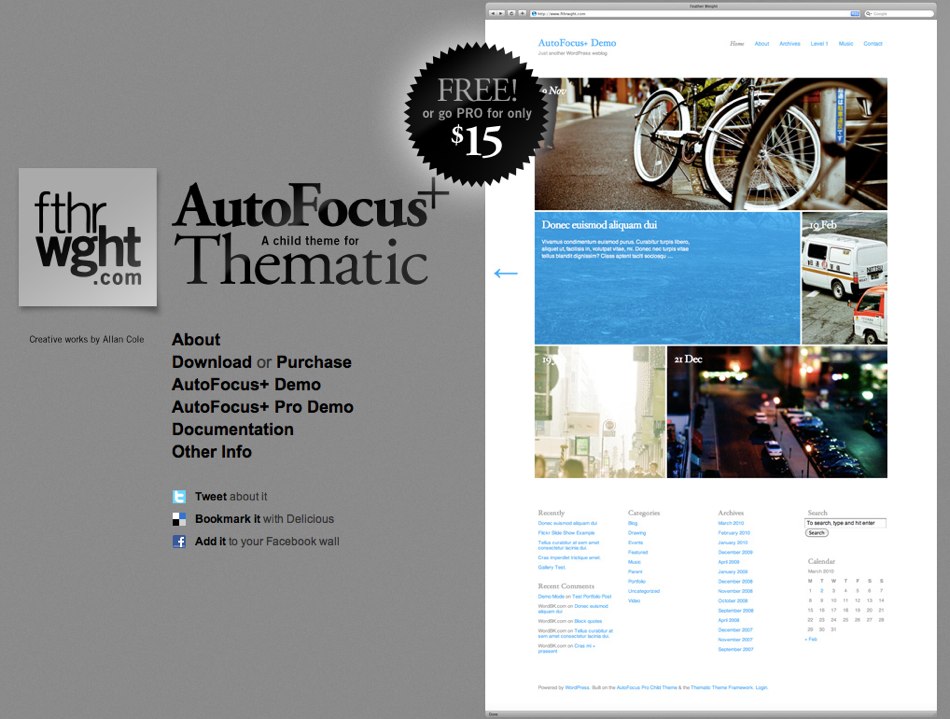 fthr
wght
.com
Creative works by Allan Cole
AutoFocus+
A child theme for
Thematic
About
Download or Purchase
AutoFocus+ Demo
AutoFocus+ Pro Demo
Documentation
Other Info
Tweet about it
Bookmark it with Delicious
Add it to your Facebook wall
FREE!
or go PRO for only
$15
Feather Weight
http://www.fthrwght.com
Google
AutoFocus+ Demo
Just another WordPress weblog
Home About Archives Level 1 Music Contact
Nov
Donec euismod aliquam dui
Vivamus condimentum euismod purus. Curabitur turpis libero,
aliquet ut, facilisis in, volutpat vitae, mi. Donec nec turpis vitae
tellus blandit dignissim? Class aptent taciti sociosqu ...
19 Feb
21 Dec
Recently
Donec euismod aliquam dui
Flickr Slide Show Example
Tellus curabitur at sem amet
consectetur lacinia dui
Cras imperdiet tristique amet
Gallery Test
Recent Comments
Demo Mode on Test Portfolio Post
WordBK.com on Donec euismod
aliquam dui
WordBK.com on Block quotes
WordBK.com on Tellus curabitur at
sem amet consectetur lacinia dui
WordBK.com on Cras mi +
praesent
Categories
Blog
Drawing
Events
Featured
Music
Parent
Portfolio
Uncategorized
Video
Archives
March 2010
February 2010
January 2010
December 2009
April 2009
January 2009
December 2008
November 2008
October 2008
September 2008
April 2008
December 2007
November 2007
September 2007
Search
To search, type and hit enter
Search
Calendar
March 2010
M T W T F S S
1 2 3 4 5 6 7
8 9 10 11 12 13 14
15 16 17 18 19 20 21
22 23 24 25 26 27 28
29 30 31
« Feb
Powered by WordPress. Built on the AutoFocus Pro Child Theme & the Thematic Theme Framework. Login.
Done